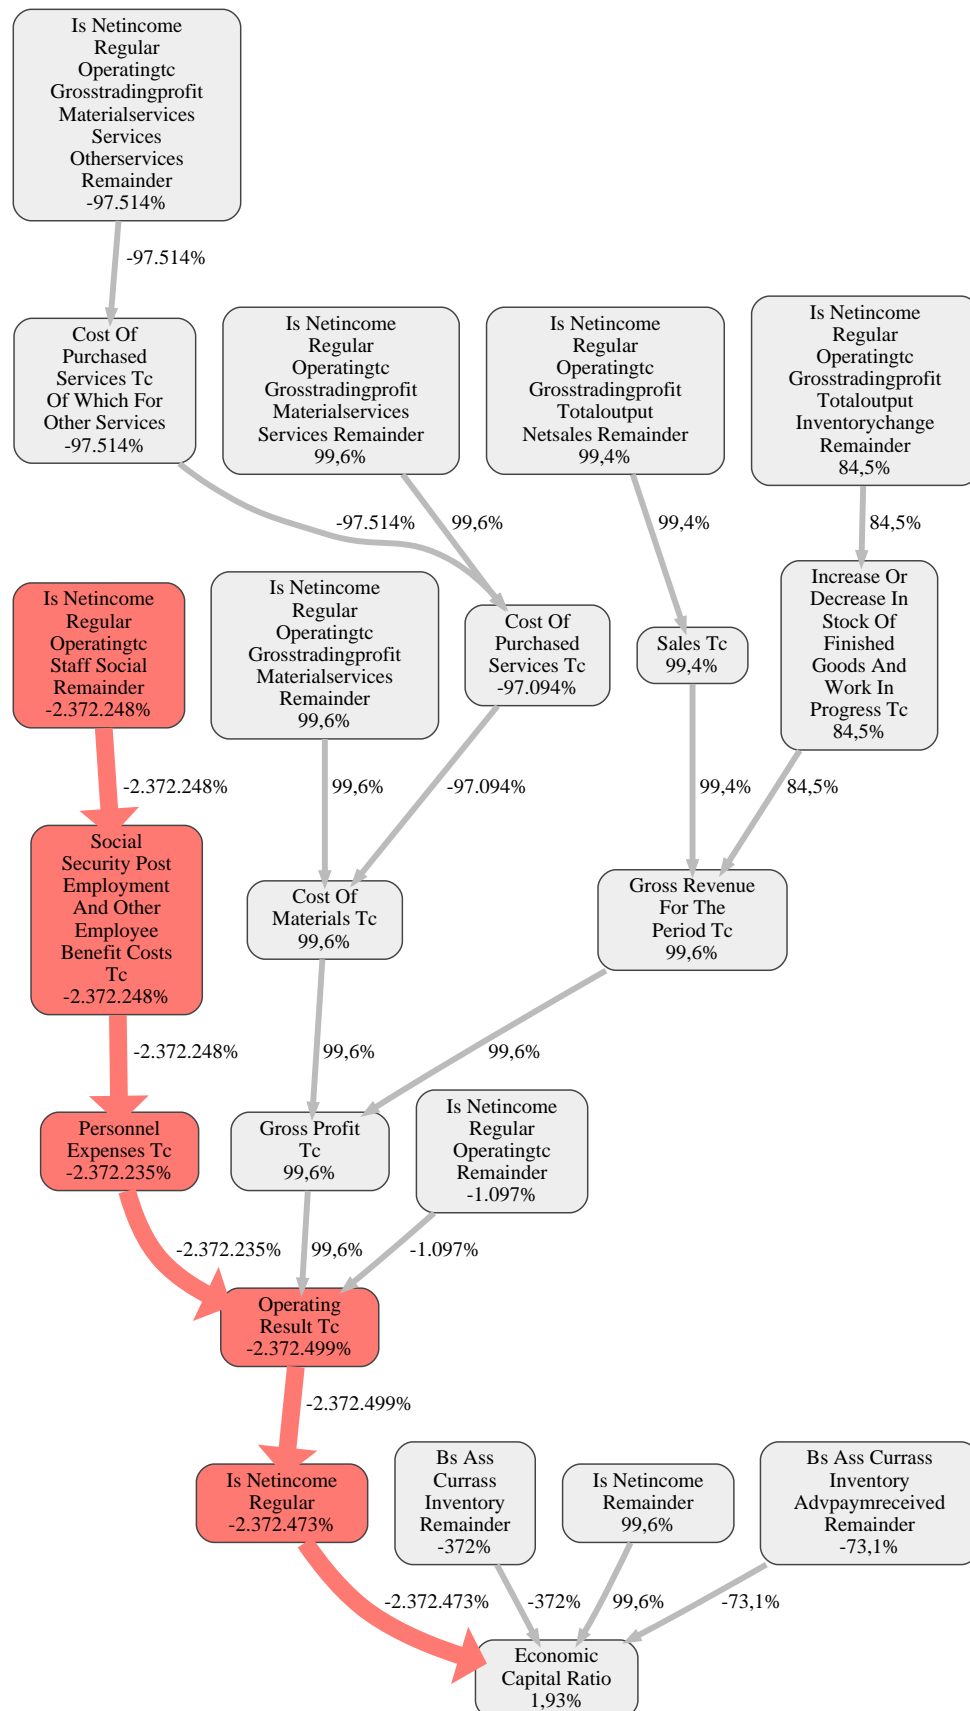 Is Netincome
Regular
Operatingtc
Grosstradingprofit
Materialservices
Services
Otherservices
Remainder
-97.514%
-97.514%
Cost Of
Purchased
Services Tc
Of Which For
Other Services
-97.514%
Is Netincome
Regular
Operatingtc
Grosstradingprofit
Materialservices
Services Remainder
99,6%
Is Netincome
Regular
Operatingtc
Grosstradingprofit
Totaloutput
Netsales Remainder
99,4%
Is Netincome
Regular
Operatingtc
Grosstradingprofit
Totaloutput
Inventorychange
Remainder
84,5%
-97.514%
99,6%
99,4%
84,5%
Is Netincome
Regular
Operatingtc
Staff Social
Remainder
-2.372.248%
Is Netincome
Regular
Operatingtc
Grosstradingprofit
Materialservices
Remainder
99,6%
Cost Of
Purchased
Services Tc
-97.094%
Sales Tc
99,4%
Increase Or
Decrease In
Stock Of
Finished
Goods And
Work In
Progress Tc
84,5%
-2.372.248%
99,6%
-97.094%
99,4%
84,5%
Social
Security Post
Employment
And Other
Employee
Benefit Costs
Tc
-2.372.248%
Cost Of
Materials Tc
99,6%
Gross Revenue
For The
Period Tc
99,6%
-2.372.248%
99,6%
99,6%
Personnel
Expenses Tc
-2.372.235%
Gross Profit
Tc
99,6%
Is Netincome
Regular
Operatingtc
Remainder
-1.097%
-2.372.235%
99,6%
-1.097%
Operating
Result Tc
-2.372.499%
-2.372.499%
Is Netincome
Regular
-2.372.473%
Bs Ass
Currass
Inventory
Remainder
-372%
Is Netincome
Remainder
99,6%
Bs Ass Currass
Inventory
Advpaymreceived
Remainder
-73,1%
-2.372.473%
-372%
99,6%
-73,1%
Economic
Capital Ratio
1,93%